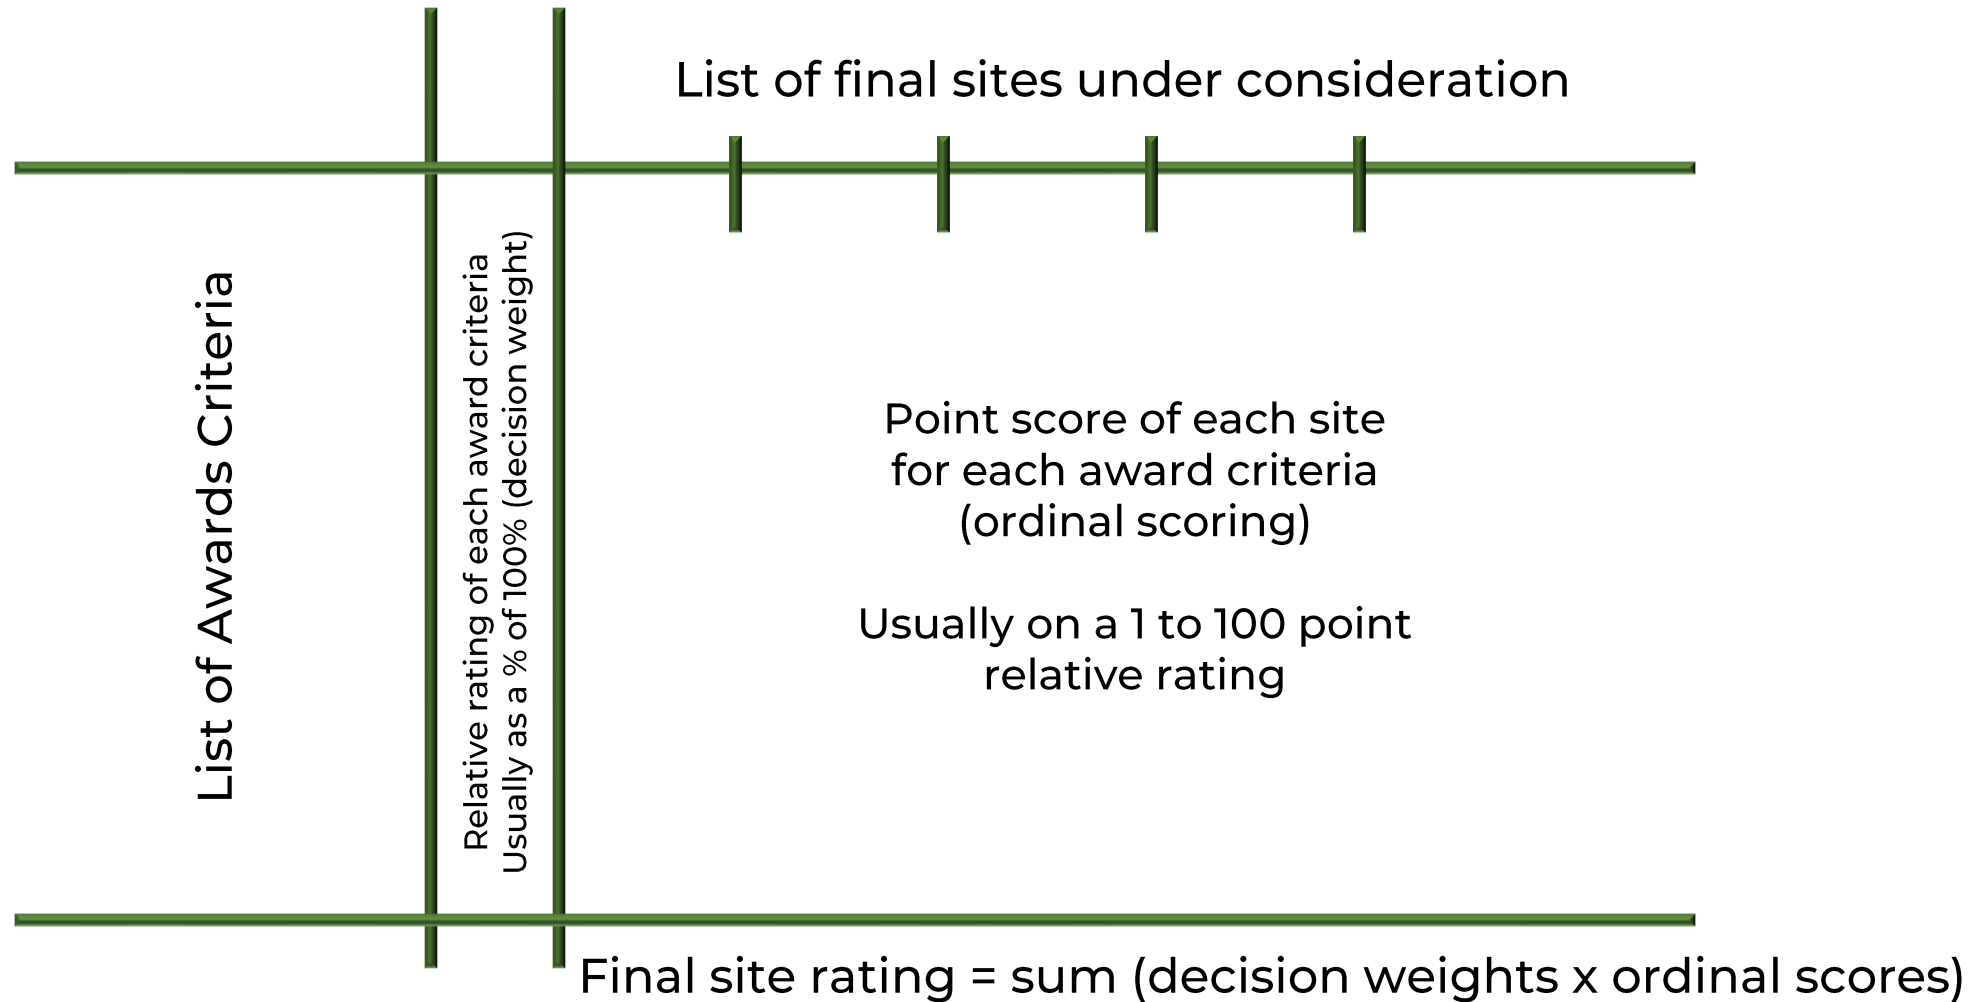 List of final sites under consideration
List of Awards Criteria
Relative rating of each award criteria
Usually as a % of 100% (decision weight)
Point score of each site
for each award criteria
(ordinal scoring)
Usually on a 1 to 100 point
relative rating
Final site rating = sum (decision weights x ordinal scores)